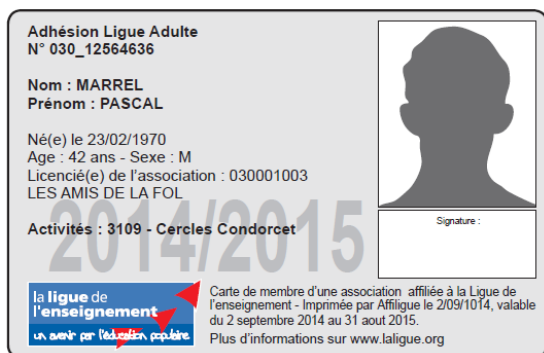 Adhésion Ligue Adulte
N° 030_12564636
Nom : MARREL
Prénom : PASCAL
Né(e) le 23/02/1970
Age : 42 ans - Sexe : M
Licencié(e) de l'association : 030001003
LES AMIS DE LA FOL
2014/2015
Activités : 3109 - Cercles Condorcet
Signature :
la ligue de
l'enseignement
un avenir par l'éducation populaire
Carte de membre d'une association affiliée à la Ligue de
l'enseignement - Imprimée par Affiligue le 2/09/1014, valable
du 2 septembre 2014 au 31 aout 2015.
Plus d'informations sur www.laligue.org